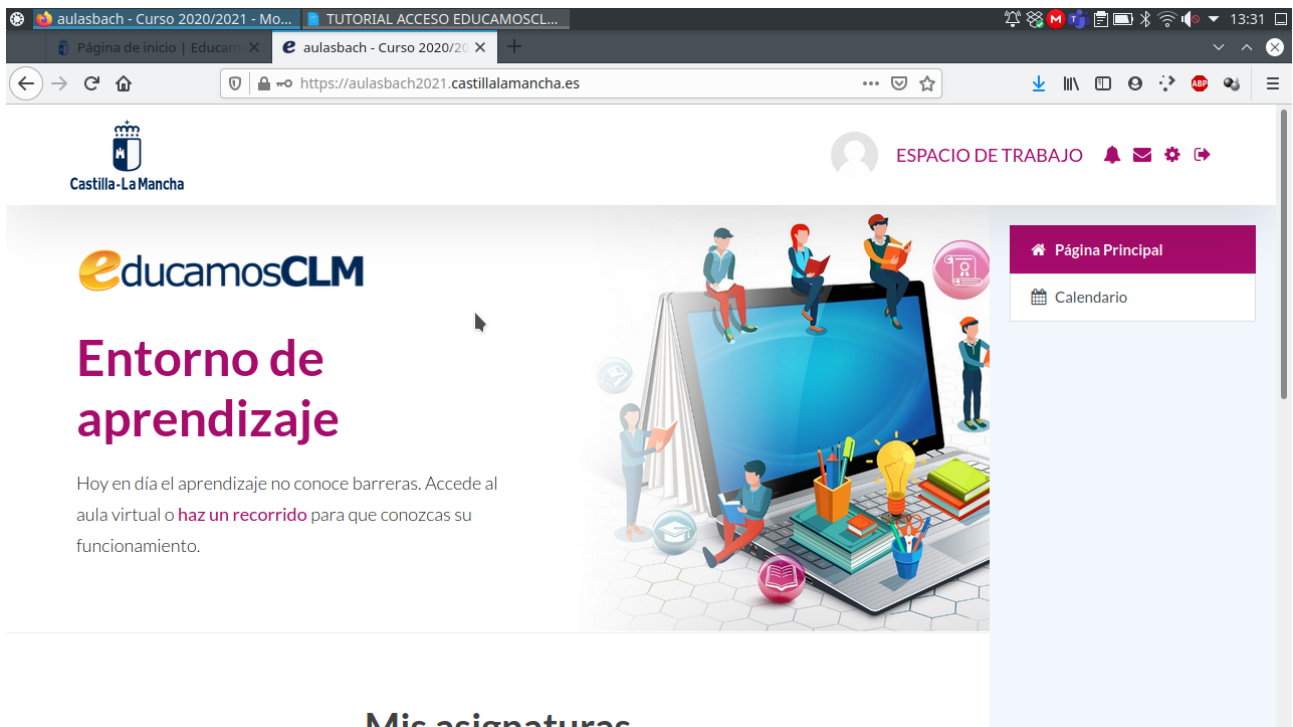 aulasbach - Curso 2020/2021 - Mo...
TUTORIAL ACCESO EDUCAMOSCL...
13:31
Página de inicio | Educam
aulasbach - Curso 2020/20
https://aulasbach2021.castillalamancha.es
ABP
Castilla-La Mancha
ESPACIO DE TRABAJO
educamosCLM
Entorno de
aprendizaje
Hoy en día el aprendizaje no conoce barreras. Accede al
aula virtual o haz un recorrido para que conozcas su
funcionamiento.
Página Principal
Calendario
Mis asignaturas